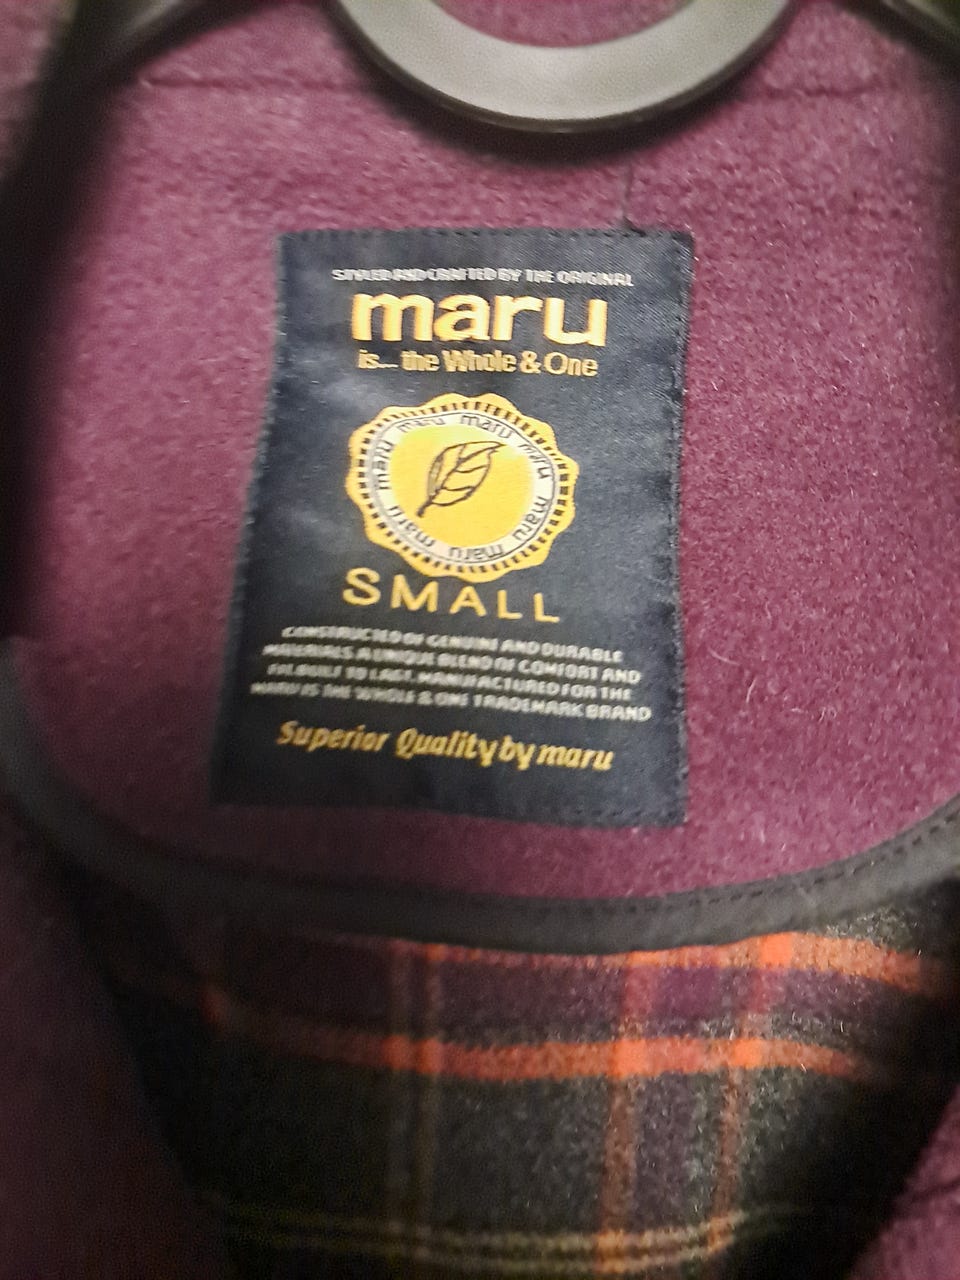 STYLED AND CRAFTED BY THE ORIGINAL
maru
is... the Whole & One
maru maru maru maru maru maru maru maru
SMALL
CONSTRUCTED OF GENUINE AND DURABLE
MATERIALS. A UNIQUE BLEND OF COMFORT AND
FIT. BUILT TO LAST. MANUFACTURED FOR THE
MARU IS THE WHOLE & ONE TRADEMARK BRAND
Superior Quality by maru